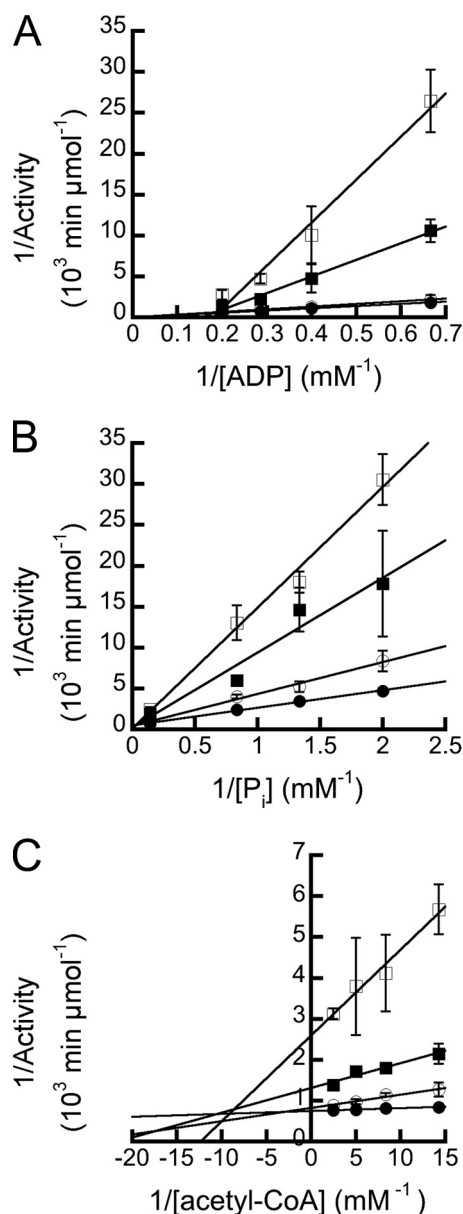 A
35
30
25
20
15
10
5
0
1/Activity
(10³ min µmol⁻¹)
0 0.1 0.2 0.3 0.4 0.5 0.6 0.7
1/[ADP] (mM⁻¹)
B
35
30
25
20
15
10
5
0
1/Activity
(10³ min µmol⁻¹)
0 0.5 1 1.5 2 2.5
1/[Pᵢ] (mM⁻¹)
C
7
6
5
4
3
2
1
0
1/Activity
(10³ min µmol⁻¹)
-20 -15 -10 -5 0 5 10 15
1/[acetyl-CoA] (mM⁻¹)